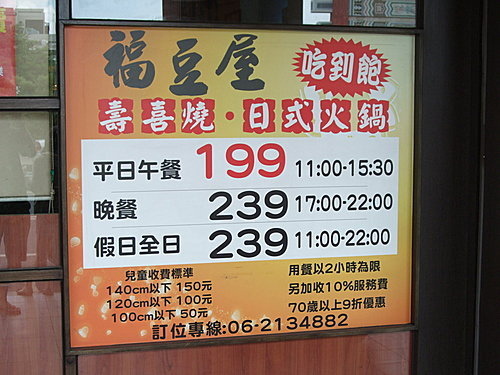 福豆屋
吃到飽
壽喜燒·日式火鍋
平日午餐 199 11:00-15:30
晚餐 239 17:00-22:00
假日全日 239 11:00-22:00
兒童收費標準
140cm以下 150元
120cm以下 100元
100cm以下 50元
用餐以2小時為限
另加收10%服務費
70歲以上9折優惠
訂位專線:06-2134882